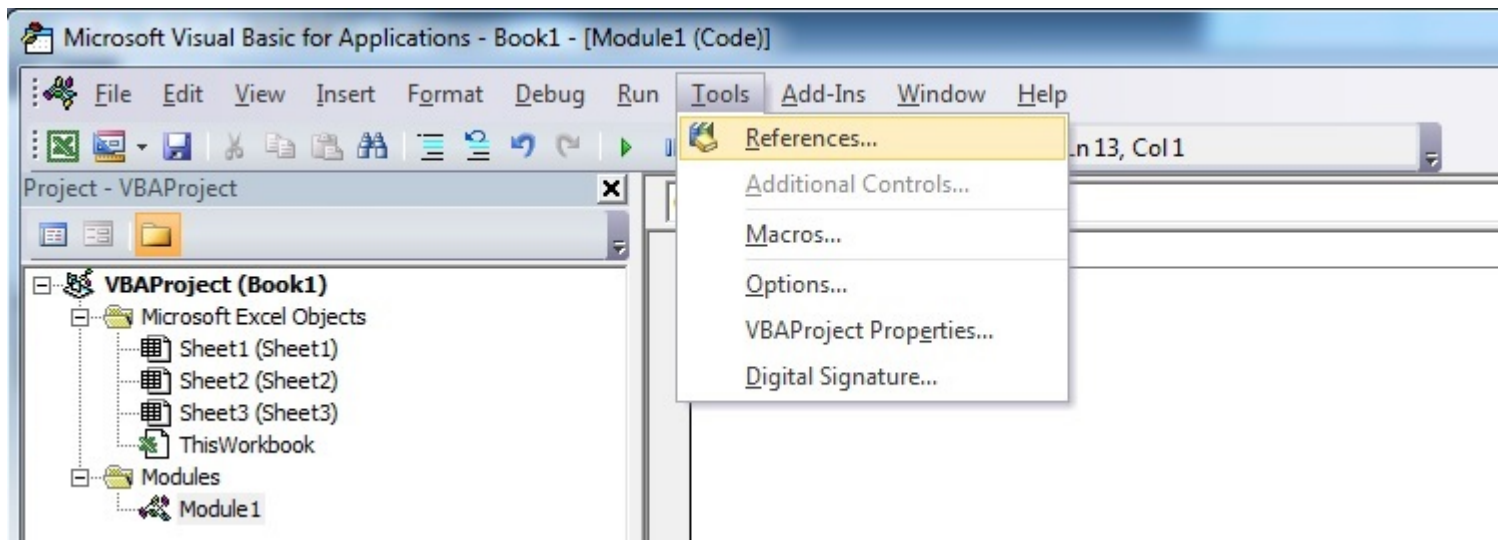 Microsoft Visual Basic for Applications - Book1 - [Module1 (Code)]
File Edit View Insert Format Debug Run Tools Add-Ins Window Help
References...
Ln 13, Col 1
Project - VBAProject
Additional Controls...
Macros...
VBAProject (Book1)
Options...
Microsoft Excel Objects
VBAProject Properties...
Sheet1 (Sheet1)
Digital Signature...
Sheet2 (Sheet2)
Sheet3 (Sheet3)
ThisWorkbook
Modules
Module1